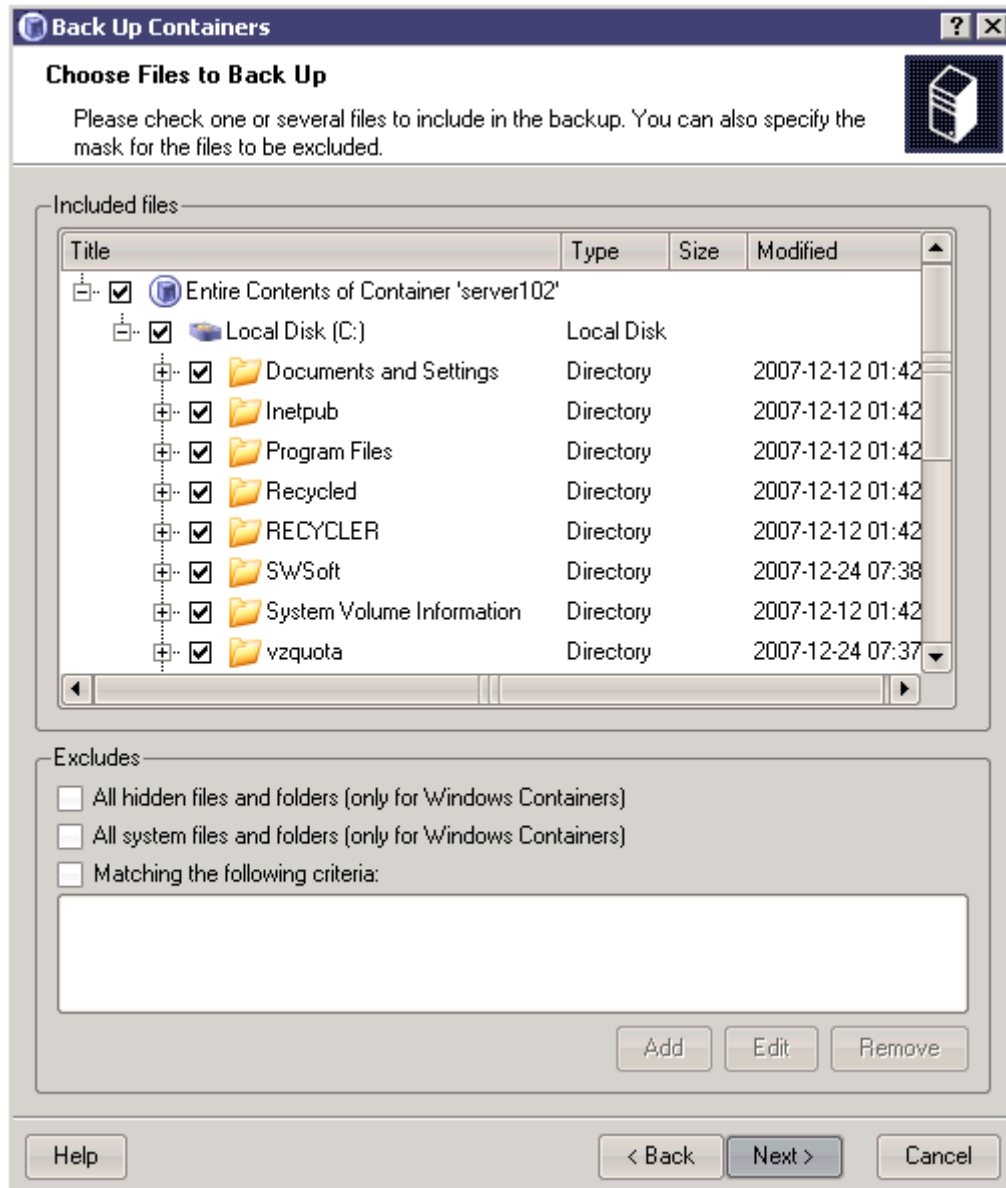 Back Up Containers
Choose Files to Back Up
Please check one or several files to include in the backup. You can also specify the
mask for the files to be excluded.
Included files
Title Type Size Modified
Entire Contents of Container 'server102'
Local Disk (C:) Local Disk
Documents and Settings Directory 2007-12-12 01:42
Inetpub Directory 2007-12-12 01:42
Program Files Directory 2007-12-12 01:42
Recycled Directory 2007-12-12 01:42
RECYCLER Directory 2007-12-12 01:42
SWSoft Directory 2007-12-24 07:38
System Volume Information Directory 2007-12-12 01:42
vzquota Directory 2007-12-24 07:37
Excludes
All hidden files and folders (only for Windows Containers)
All system files and folders (only for Windows Containers)
Matching the following criteria:
Add Edit Remove
Help < Back Next > Cancel